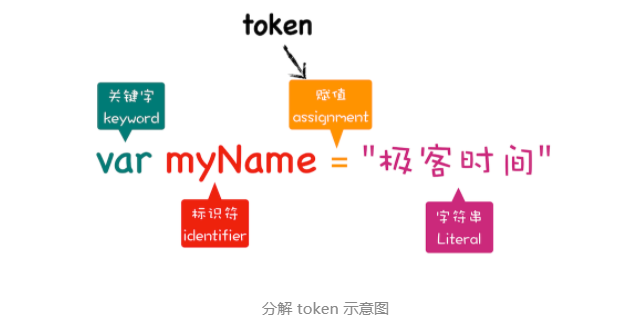 token
关键字
keyword
赋值
assignment
var myName = "极客时间"
标识符
identifier
字符串
Literal
分解 token 示意图